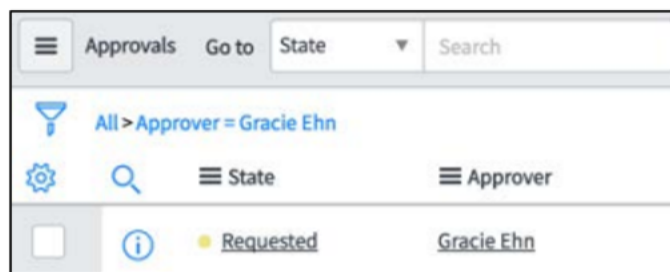 Approvals Go to State Search
All > Approver = Gracie Ehn
State Approver
Requested Gracie Ehn